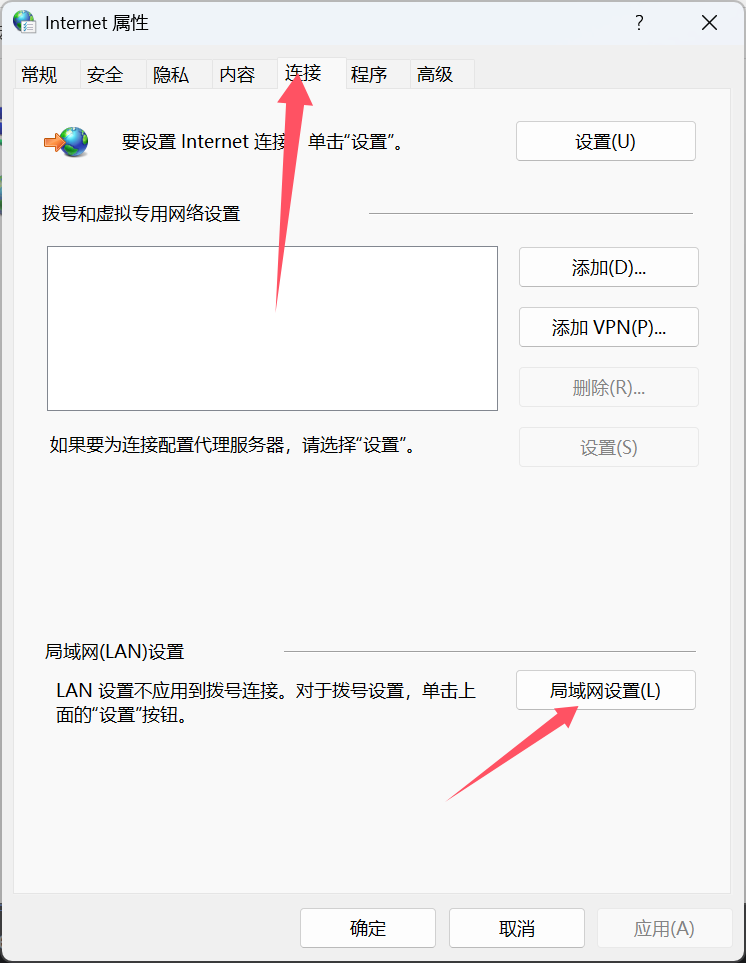 Internet 属性
?
常规 安全 隐私 内容 连接 程序 高级
要设置 Internet 连接 单击“设置”。
设置(U)
拨号和虚拟专用网络设置
添加(D)...
添加 VPN(P)...
删除(R)...
如果要为连接配置代理服务器，请选择“设置”。
设置(S)
局域网(LAN)设置
LAN 设置不应用到拨号连接。对于拨号设置，单击上
面的“设置”按钮。
局域网设置(L)
确定 取消 应用(A)